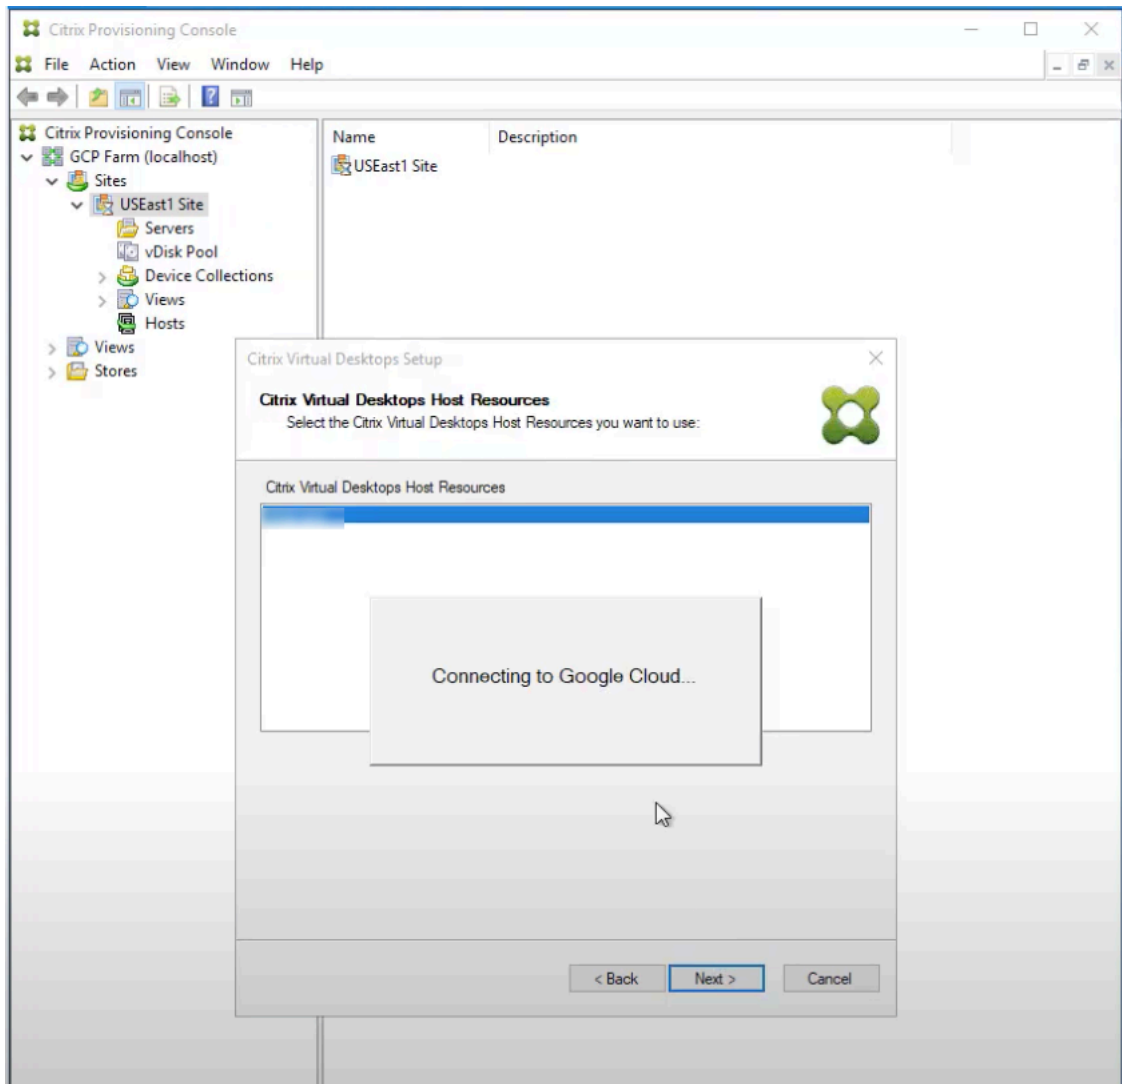 Citrix Provisioning Console
File Action View Window Help
Citrix Provisioning Console
GCP Farm (localhost)
Sites
USEast1 Site
Servers
vDisk Pool
Device Collections
Views
Hosts
Views
Stores
Name Description
USEast1 Site
Citrix Virtual Desktops Setup
Citrix Virtual Desktops Host Resources
Select the Citrix Virtual Desktops Host Resources you want to use:
Citrix Virtual Desktops Host Resources
Connecting to Google Cloud...
< Back Next > Cancel